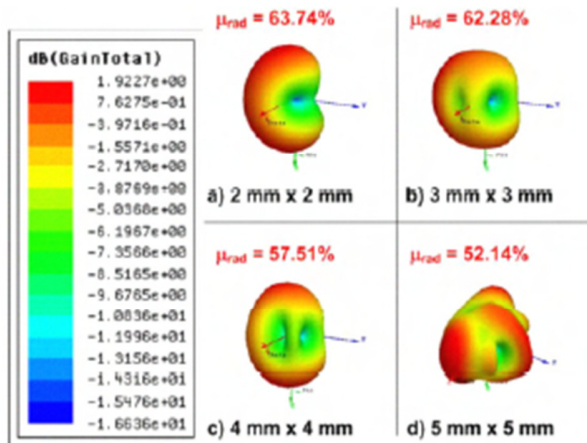 dB(GainTotal)
1.9227e+00
7.6275e-01
-3.9716e-01
-1.5571e+00
-2.7170e+00
-3.8769e+00
-5.0368e+00
-6.1967e+00
-7.3566e+00
-8.5165e+00
-9.6765e+00
-1.0836e+01
-1.1996e+01
-1.3156e+01
-1.4316e+01
-1.5476e+01
-1.6636e+01
μrad = 63.74%
a) 2 mm x 2 mm
μrad = 62.28%
b) 3 mm x 3 mm
μrad = 57.51%
c) 4 mm x 4 mm
μrad = 52.14%
d) 5 mm x 5 mm